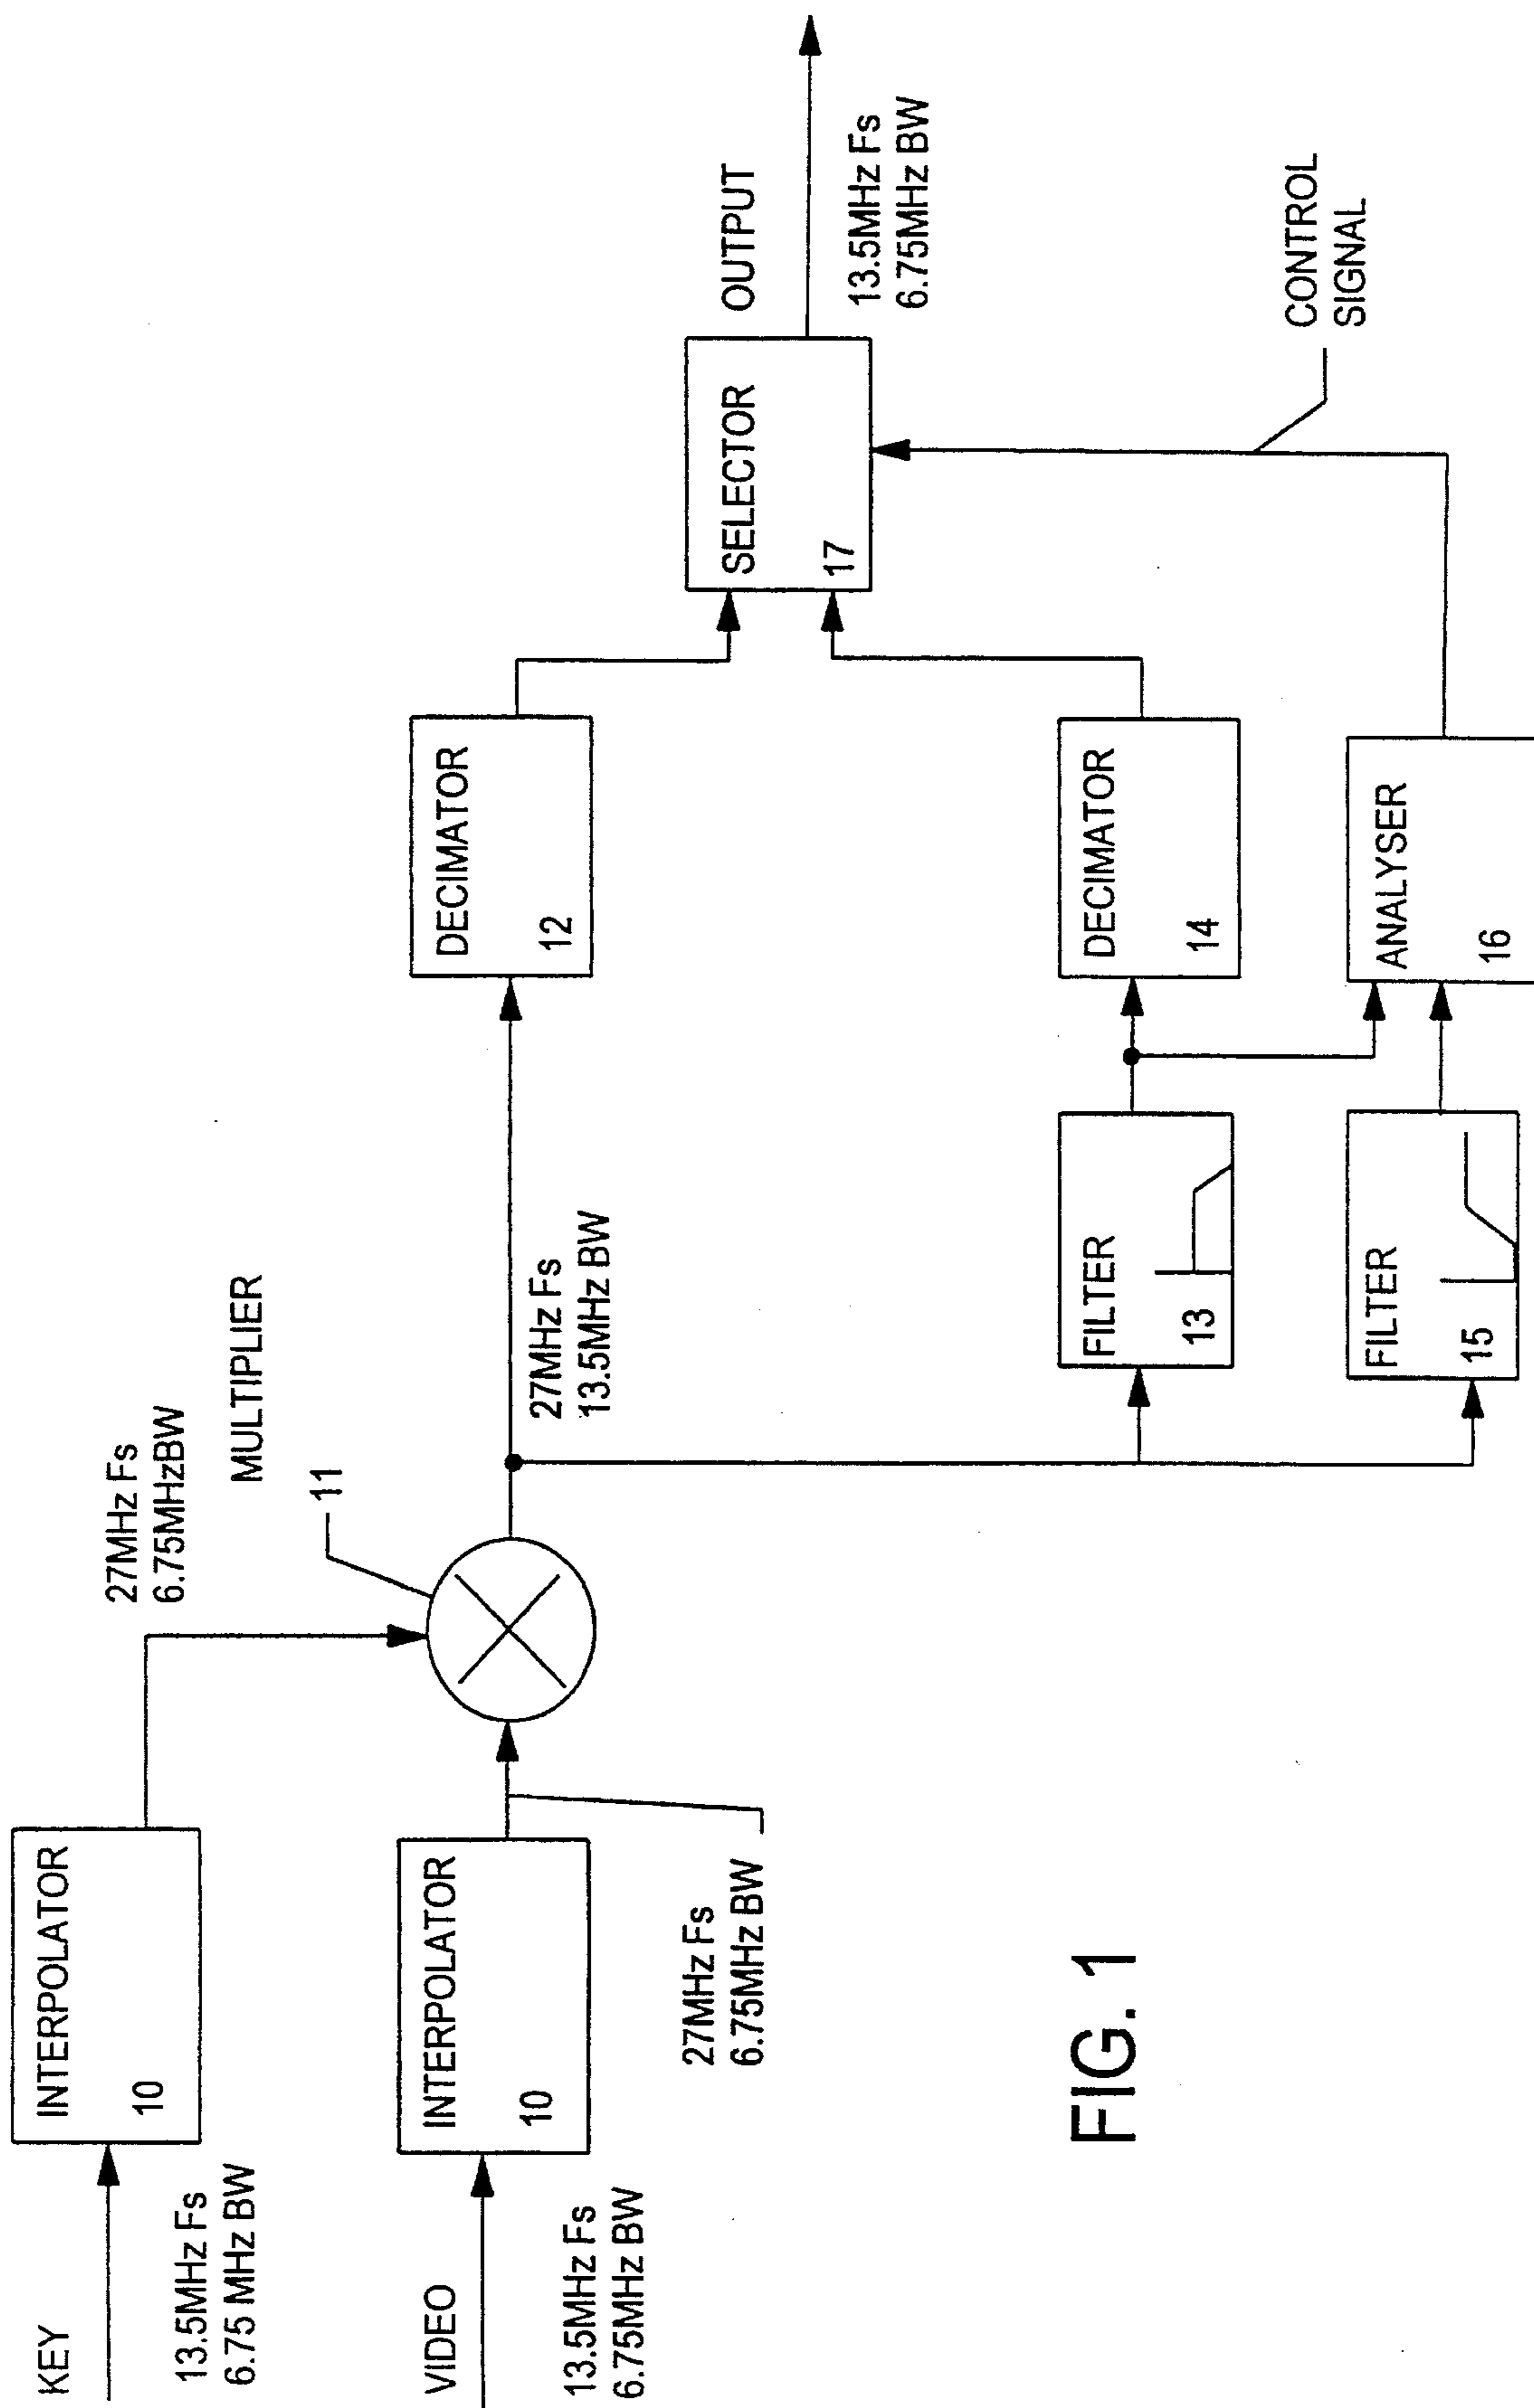 KEY
13.5MHz Fs
6.75 MHz BW
INTERPOLATOR
10
27MHz Fs
6.75MHzBW
VIDEO
13.5MHz Fs
6.75MHz BW
INTERPOLATOR
10
27MHz Fs
6.75MHz BW
MULTIPLIER
11
27MHz Fs
13.5MHz BW
DECIMATOR
12
FILTER
13
DECIMATOR
14
FILTER
15
ANALYSER
16
SELECTOR
17
OUTPUT
13.5MHz Fs
6.75MHz BW
CONTROL
SIGNAL
FIG. 1